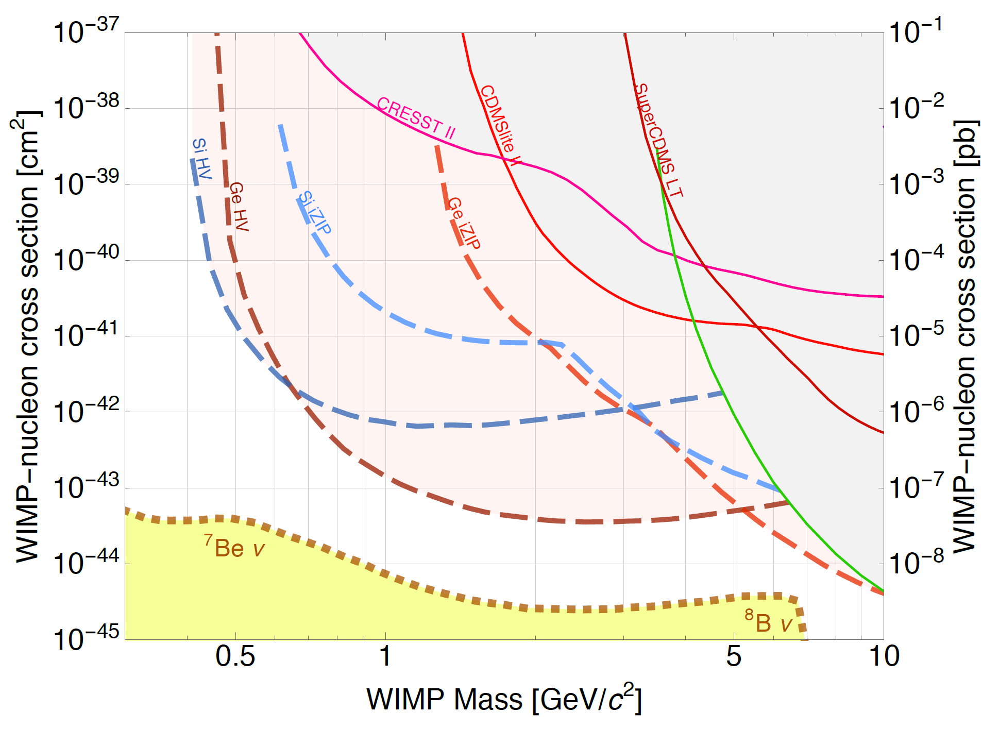 10⁻³⁷
10⁻³⁸
10⁻³⁹
10⁻⁴⁰
10⁻⁴¹
10⁻⁴²
10⁻⁴³
10⁻⁴⁴
10⁻⁴⁵
WIMP−nucleon cross section [cm²]
CRESST II
CDMSlite II
SuperCDMS LT
Si HV
Ge HV
Si iZIP
Ge iZIP
⁷Be ν
⁸B ν
10⁻¹
10⁻²
10⁻³
10⁻⁴
10⁻⁵
10⁻⁶
10⁻⁷
10⁻⁸
WIMP−nucleon cross section [pb]
0.5 1 5 10
WIMP Mass [GeV/c²]